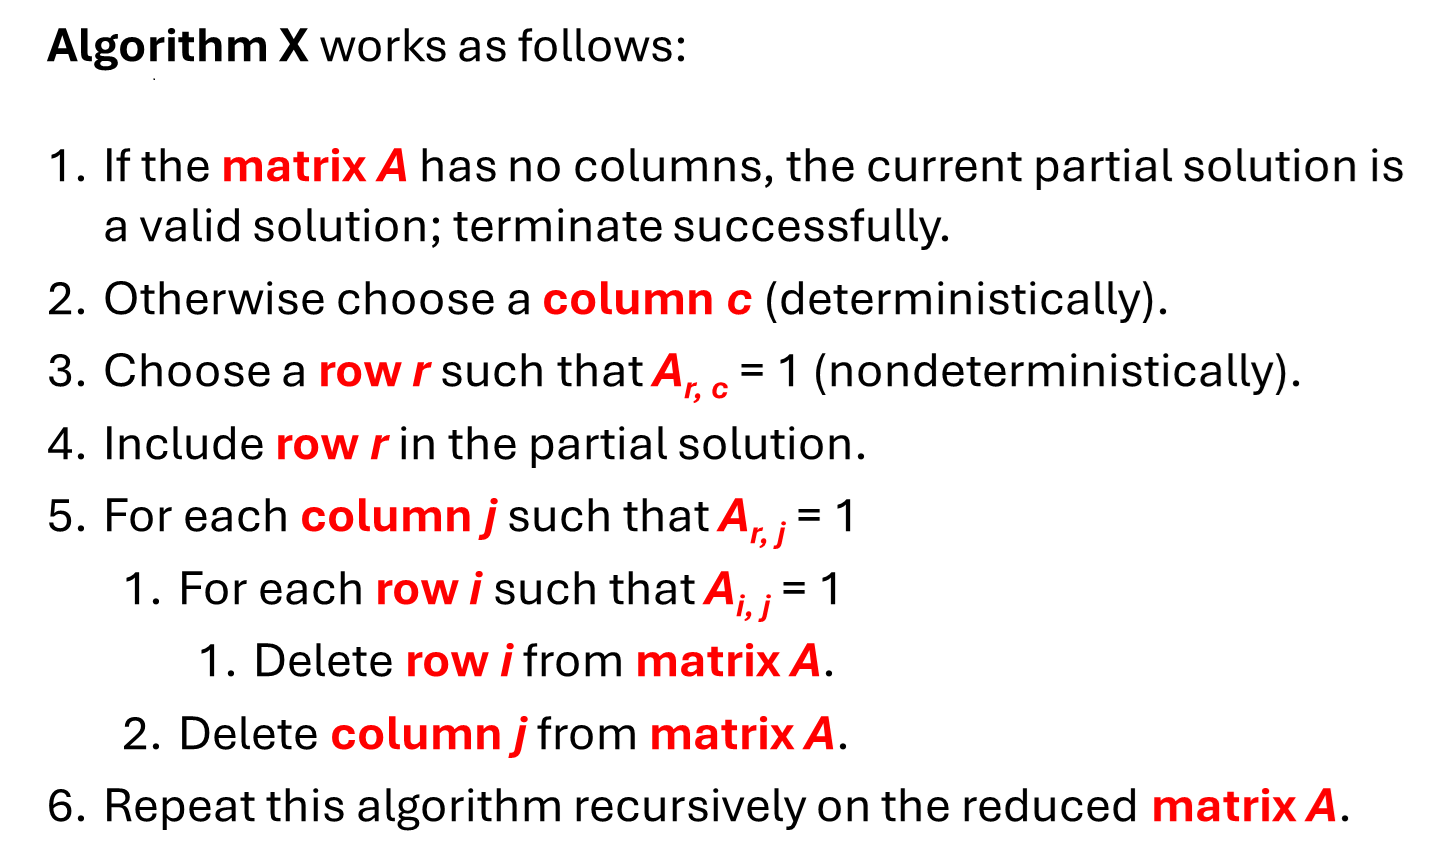 Algorithm X works as follows:
1. If the matrix A has no columns, the current partial solution is
a valid solution; terminate successfully.
2. Otherwise choose a column c (deterministically).
3. Choose a row r such that A r, c = 1 (nondeterministically).
4. Include row r in the partial solution.
5. For each column j such that A r, j = 1
1. For each row i such that A i, j = 1
1. Delete row i from matrix A.
2. Delete column j from matrix A.
6. Repeat this algorithm recursively on the reduced matrix A.